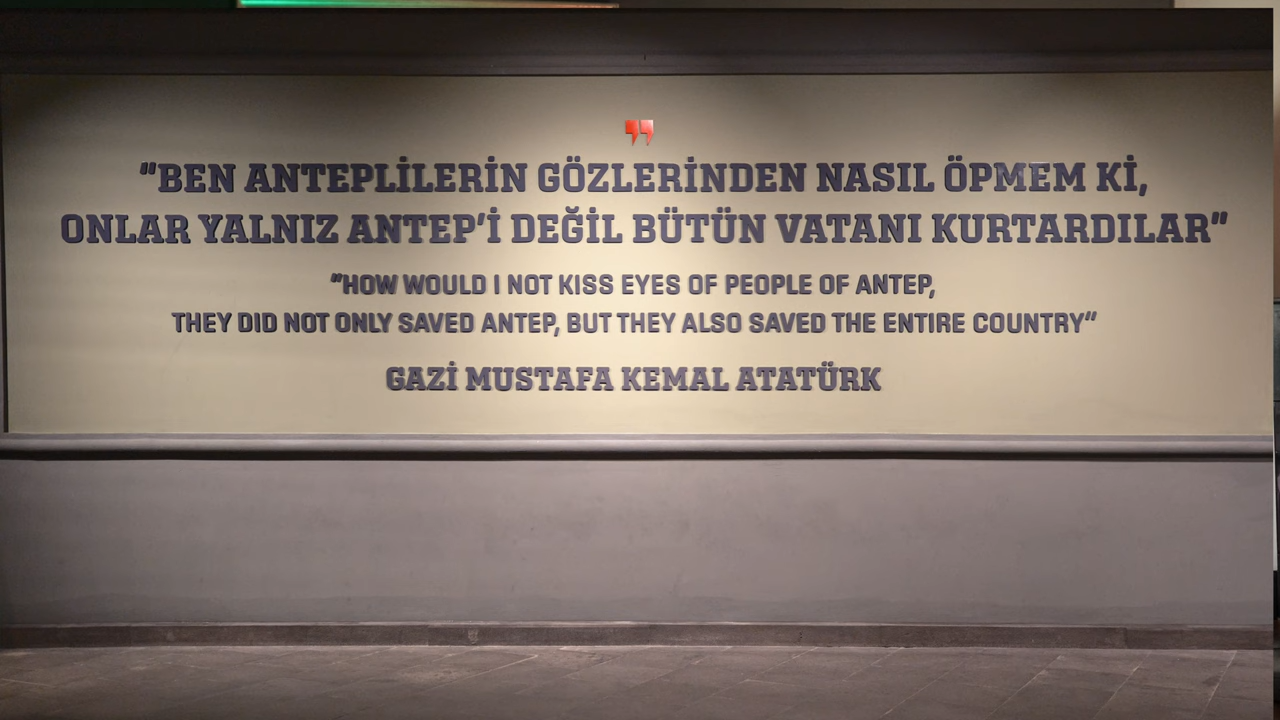 "BEN ANTEPLİLERİN GÖZLERİNDEN NASIL ÖPMEM Kİ,
ONLAR YALNIZ ANTEP'İ DEĞİL BÜTÜN VATANI KURTARDILAR"
"HOW WOULD I NOT KISS EYES OF PEOPLE OF ANTEP,
THEY DID NOT ONLY SAVED ANTEP, BUT THEY ALSO SAVED THE ENTIRE COUNTRY"
GAZİ MUSTAFA KEMAL ATATÜRK